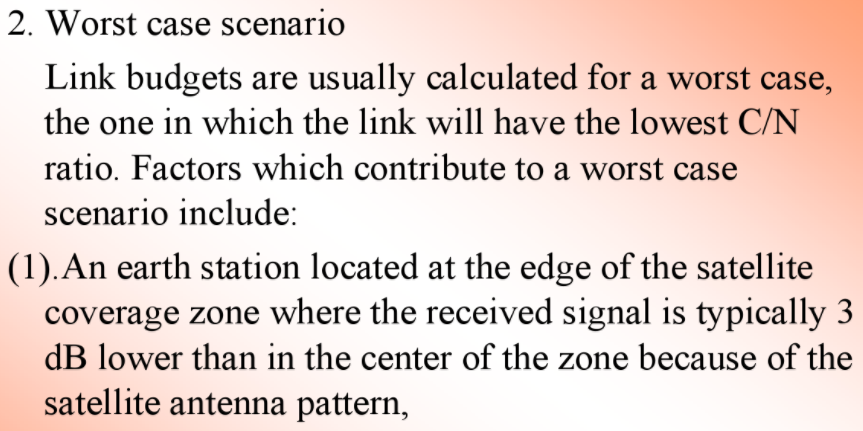 2. Worst case scenario
Link budgets are usually calculated for a worst case,
the one in which the link will have the lowest C/N
ratio. Factors which contribute to a worst case
scenario include:
(1).An earth station located at the edge of the satellite
coverage zone where the received signal is typically 3
dB lower than in the center of the zone because of the
satellite antenna pattern,